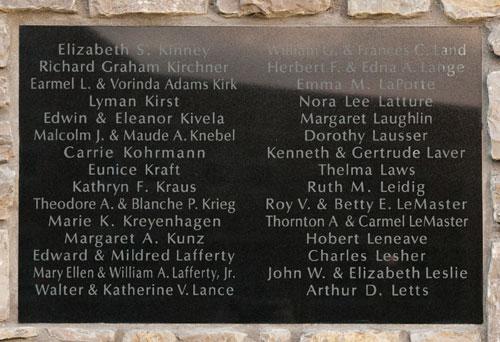 Elizabeth S. Kinney
Richard Graham Kirchner
Earmel L. & Vorinda Adams Kirk
Lyman Kirst
Edwin & Eleanor Kivela
Malcolm J. & Maude A. Knebel
Carrie Kohrmann
Eunice Kraft
Kathryn F. Kraus
Theodore A. & Blanche P. Krieg
Marie K. Kreyenhagen
Margaret A. Kunz
Edward & Mildred Lafferty
Mary Ellen & William A. Lafferty, Jr.
Walter & Katherine V. Lance
William G. & Frances C. Land
Herbert F. & Edna A. Lange
Emma M. LaPorte
Nora Lee Latture
Margaret Laughlin
Dorothy Lausser
Kenneth & Gertrude Laver
Thelma Laws
Ruth M. Leidig
Roy V. & Betty E. LeMaster
Thornton A & Carmel LeMaster
Hobert Leneave
Charles Lesher
John W. & Elizabeth Leslie
Arthur D. Letts